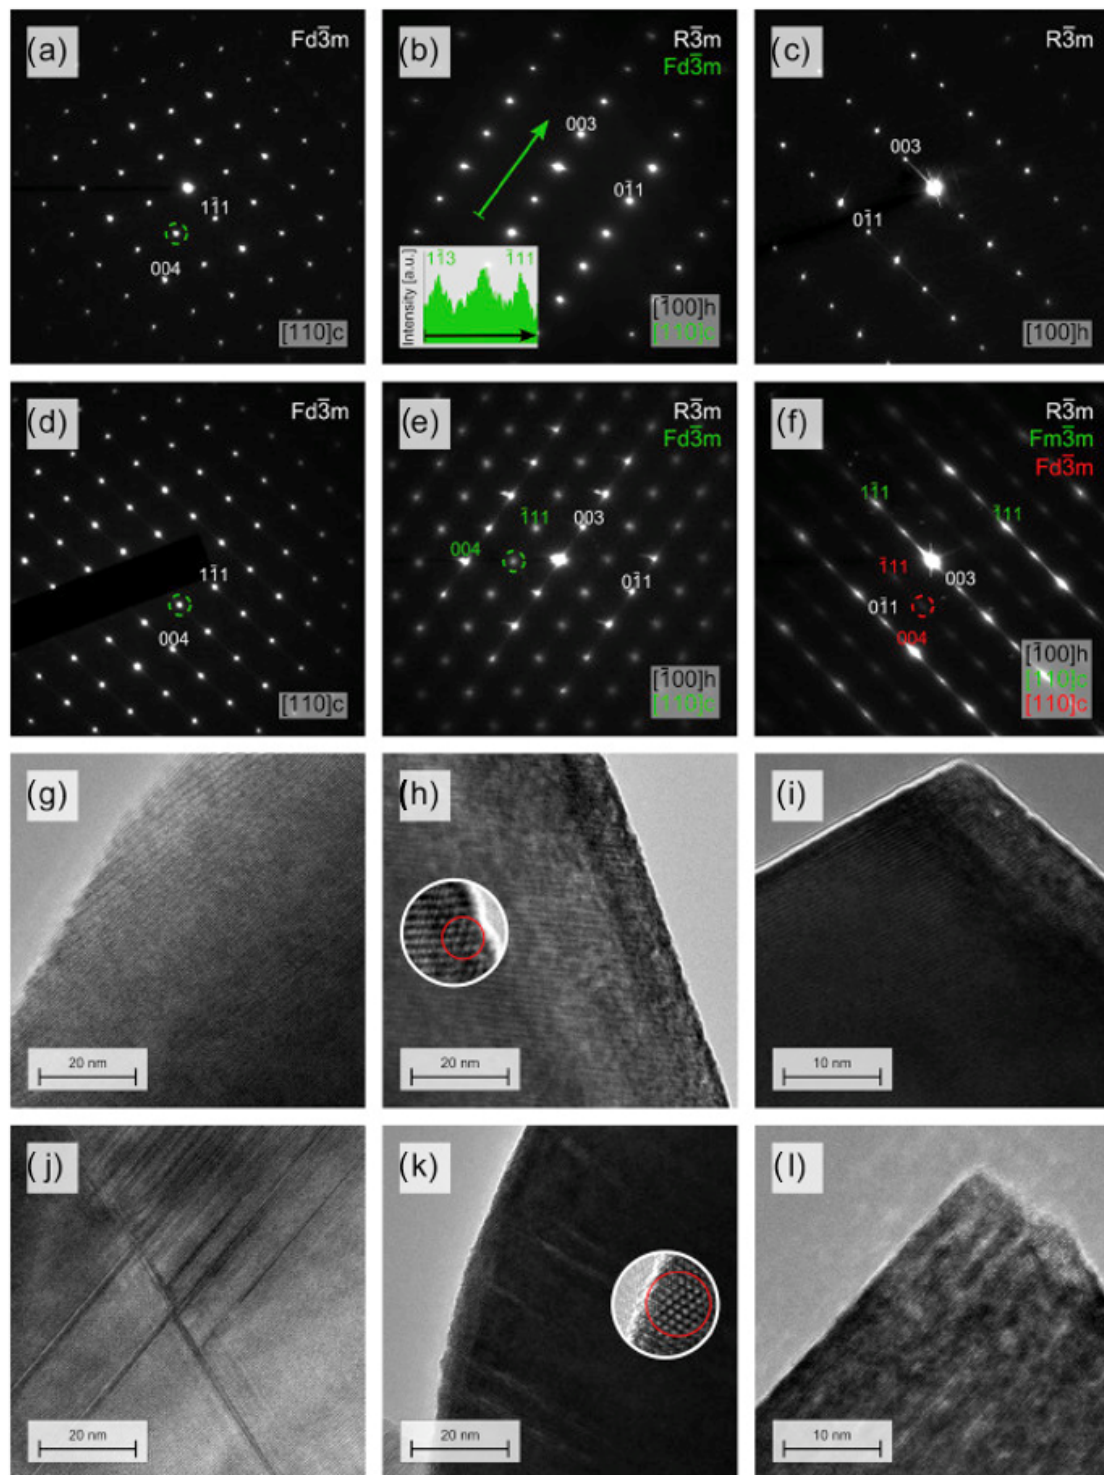 (a)
Fd3̅m
11̅1
004
[110]c
(b)
R3̅m
Fd3̅m
003
01̅1
Intensity [a.u.]
11̅3
1̅11
[1̅00]h
[110]c
(c)
R3̅m
003
01̅1
[100]h
(d)
Fd3̅m
11̅1
004
[110]c
(e)
R3̅m
Fd3̅m
1̅11
003
004
01̅1
[1̅00]h
[110]c
(f)
R3̅m
Fm3̅m
Fd3̅m
11̅1
1̅11
1̅11
003
01̅1
004
[1̅00]h
[110]c
[110]c
(g)
20 nm
(h)
20 nm
(i)
10 nm
(j)
20 nm
(k)
20 nm
(l)
10 nm